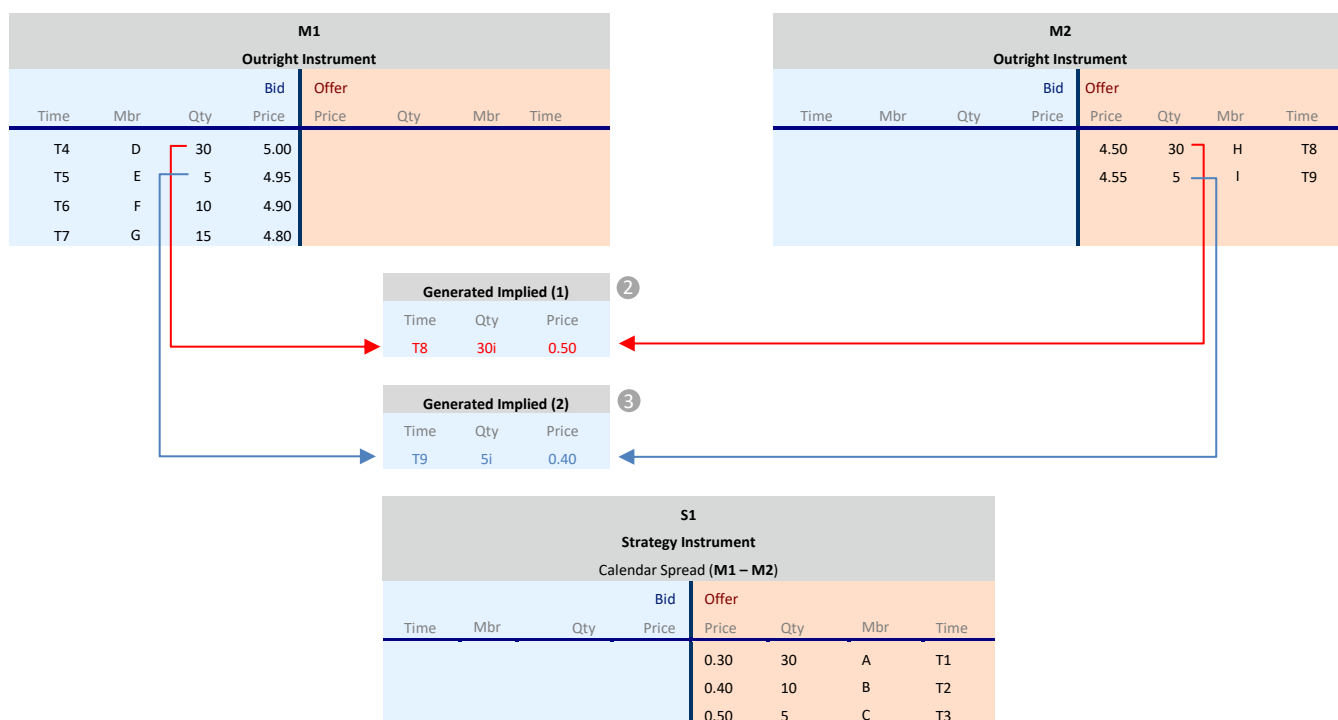 M1
Outright Instrument
Bid Offer
Time Mbr Qty Price Price Qty Mbr Time
T4 D 30 5.00
T5 E 5 4.95
T6 F 10 4.90
T7 G 15 4.80
M2
Outright Instrument
Bid Offer
Time Mbr Qty Price Price Qty Mbr Time
4.50 30 H T8
4.55 5 I T9
Generated Implied (1) 2
Time Qty Price
T8 30i 0.50
Generated Implied (2) 3
Time Qty Price
T9 5i 0.40
S1
Strategy Instrument
Calendar Spread (M1 – M2)
Bid Offer
Time Mbr Qty Price Price Qty Mbr Time
0.30 30 A T1
0.40 10 B T2
0.50 5 C T3